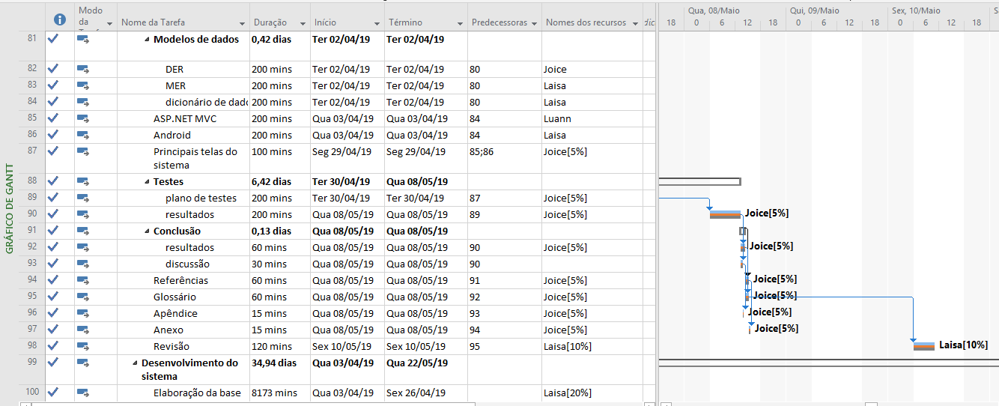 Modo da Tarefa Nome da Tarefa Duração Início Término Predecessoras Nomes dos recursos
Qua, 08/Maio Qui, 09/Maio Sex, 10/Maio S
18 0 6 12 18 0 6 12 18 0 6 12 18
81 Modelos de dados 0,42 dias Ter 02/04/19 Ter 02/04/19
82 DER 200 mins Ter 02/04/19 Ter 02/04/19 80 Joice
83 MER 200 mins Ter 02/04/19 Ter 02/04/19 80 Laisa
84 dicionário de dado 200 mins Ter 02/04/19 Ter 02/04/19 80 Laisa
85 ASP.NET MVC 200 mins Qua 03/04/19 Qua 03/04/19 84 Luann
86 Android 200 mins Qua 03/04/19 Qua 03/04/19 84 Laisa
87 Principais telas do 100 mins Seg 29/04/19 Seg 29/04/19 85;86 Joice[5%]
sistema
88 Testes 6,42 dias Ter 30/04/19 Qua 08/05/19
89 plano de testes 200 mins Ter 30/04/19 Ter 30/04/19 87 Joice[5%]
90 resultados 200 mins Qua 08/05/19 Qua 08/05/19 89 Joice[5%] Joice[5%]
91 Conclusão 0,13 dias Qua 08/05/19 Qua 08/05/19
92 resultados 60 mins Qua 08/05/19 Qua 08/05/19 90 Joice[5%] Joice[5%]
93 discussão 30 mins Qua 08/05/19 Qua 08/05/19 90
94 Referências 60 mins Qua 08/05/19 Qua 08/05/19 91 Joice[5%] Joice[5%]
95 Glossário 60 mins Qua 08/05/19 Qua 08/05/19 92 Joice[5%] Joice[5%]
96 Apêndice 15 mins Qua 08/05/19 Qua 08/05/19 93 Joice[5%] Joice[5%]
97 Anexo 15 mins Qua 08/05/19 Qua 08/05/19 94 Joice[5%] Joice[5%]
98 Revisão 120 mins Sex 10/05/19 Sex 10/05/19 95 Laisa[10%] Laisa[10%]
99 Desenvolvimento do 34,94 dias Qua 03/04/19 Qua 22/05/19
sistema
100 Elaboração da base 8173 mins Qua 03/04/19 Sex 26/04/19 Laisa[20%]
GRÁFICO DE GANTT